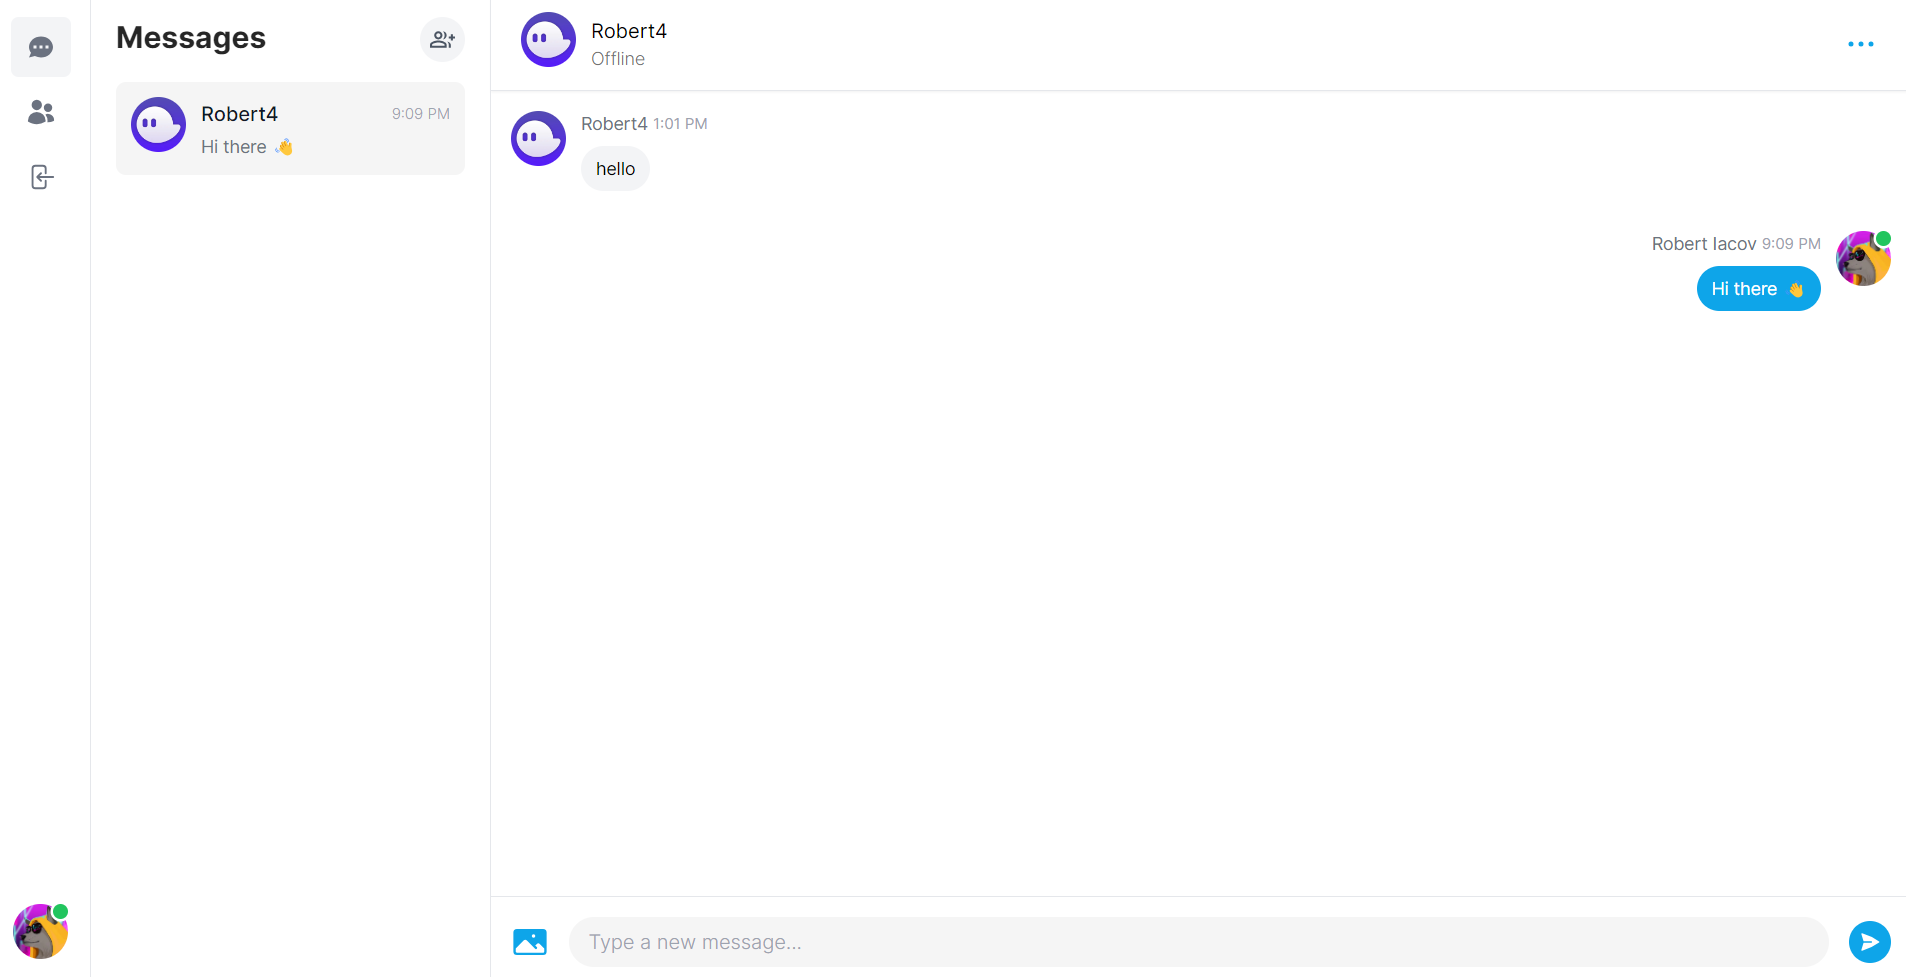 Messages
Robert4 9:09 PM
Hi there 👋
Robert4
Offline
Robert4 1:01 PM
hello
Robert Iacov 9:09 PM
Hi there 👋
Type a new message...